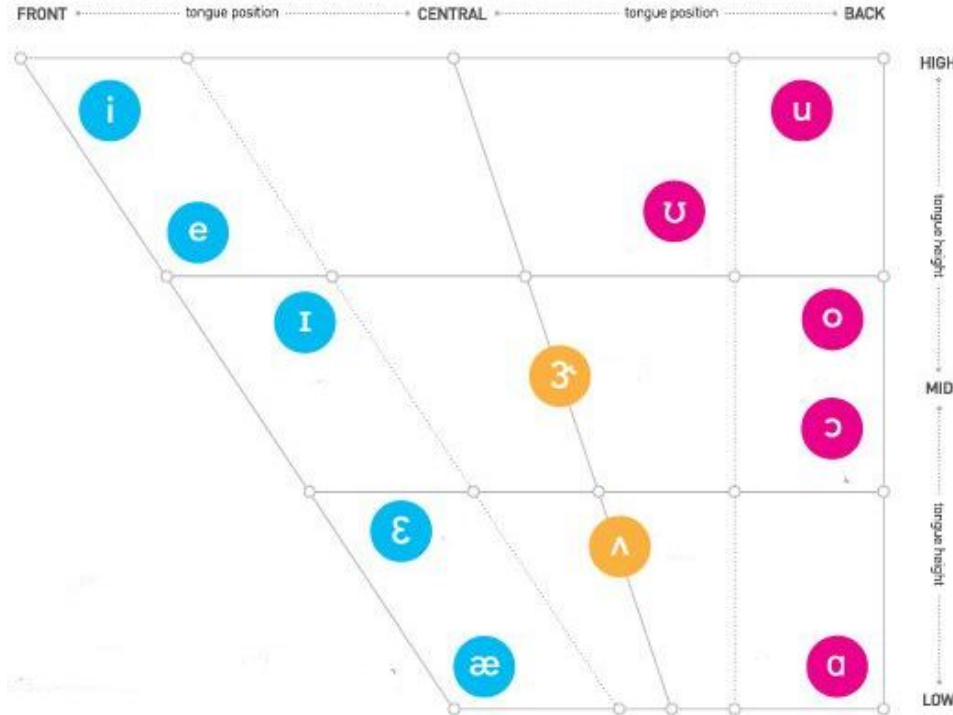 FRONT tongue position CENTRAL tongue position BACK
HIGH
i u
ʊ
e
tongue height
ɪ o
ɝ
MID
ɔ
ɛ
ʌ
tongue height
æ ɑ
LOW